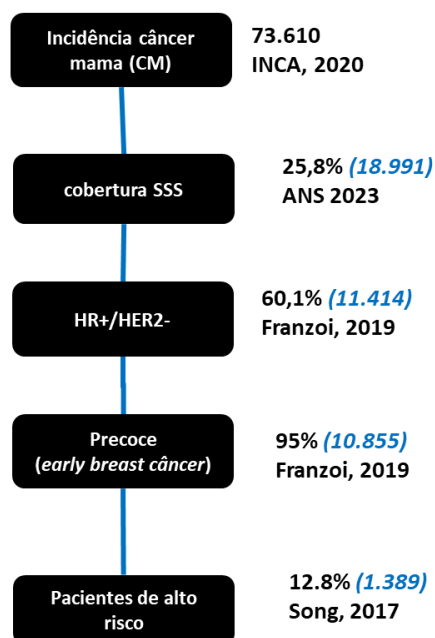 Incidência câncer
mama (CM)
73.610
INCA, 2020
cobertura SSS
25,8% (18.991)
ANS 2023
HR+/HER2-
60,1% (11.414)
Franzoi, 2019
Precoce
(early breast câncer)
95% (10.855)
Franzoi, 2019
Pacientes de alto
risco
12.8% (1.389)
Song, 2017